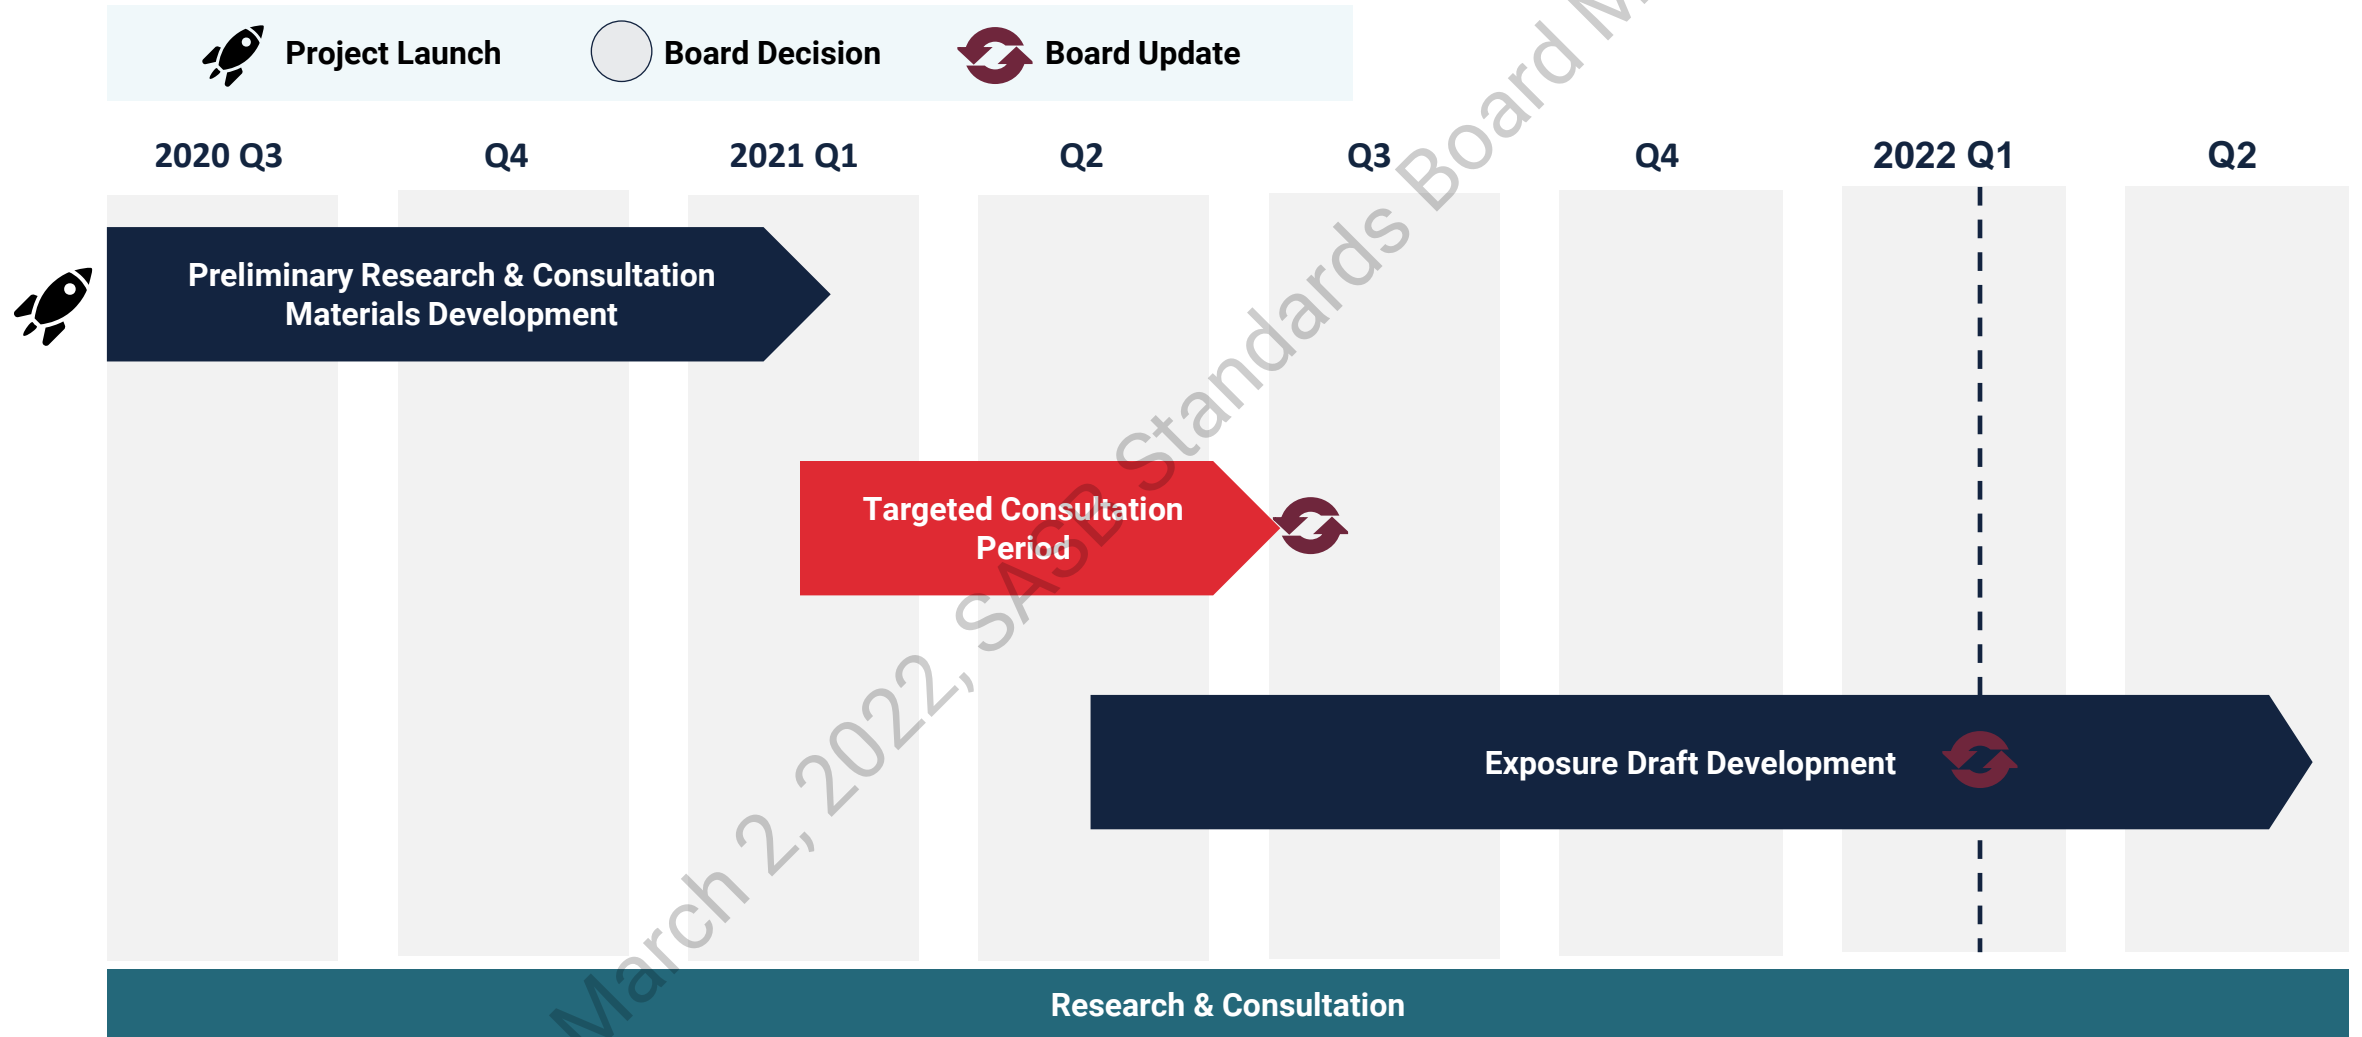 Project Launch
Board Decision
Board Update
2020 Q3
Q4
2021 Q1
Q2
Q3
Q4
2022 Q1
Q2
Preliminary Research & Consultation
Materials Development
Targeted Consultation
Period
Exposure Draft Development
Research & Consultation
March 2, 2022, SASB Standards Board M